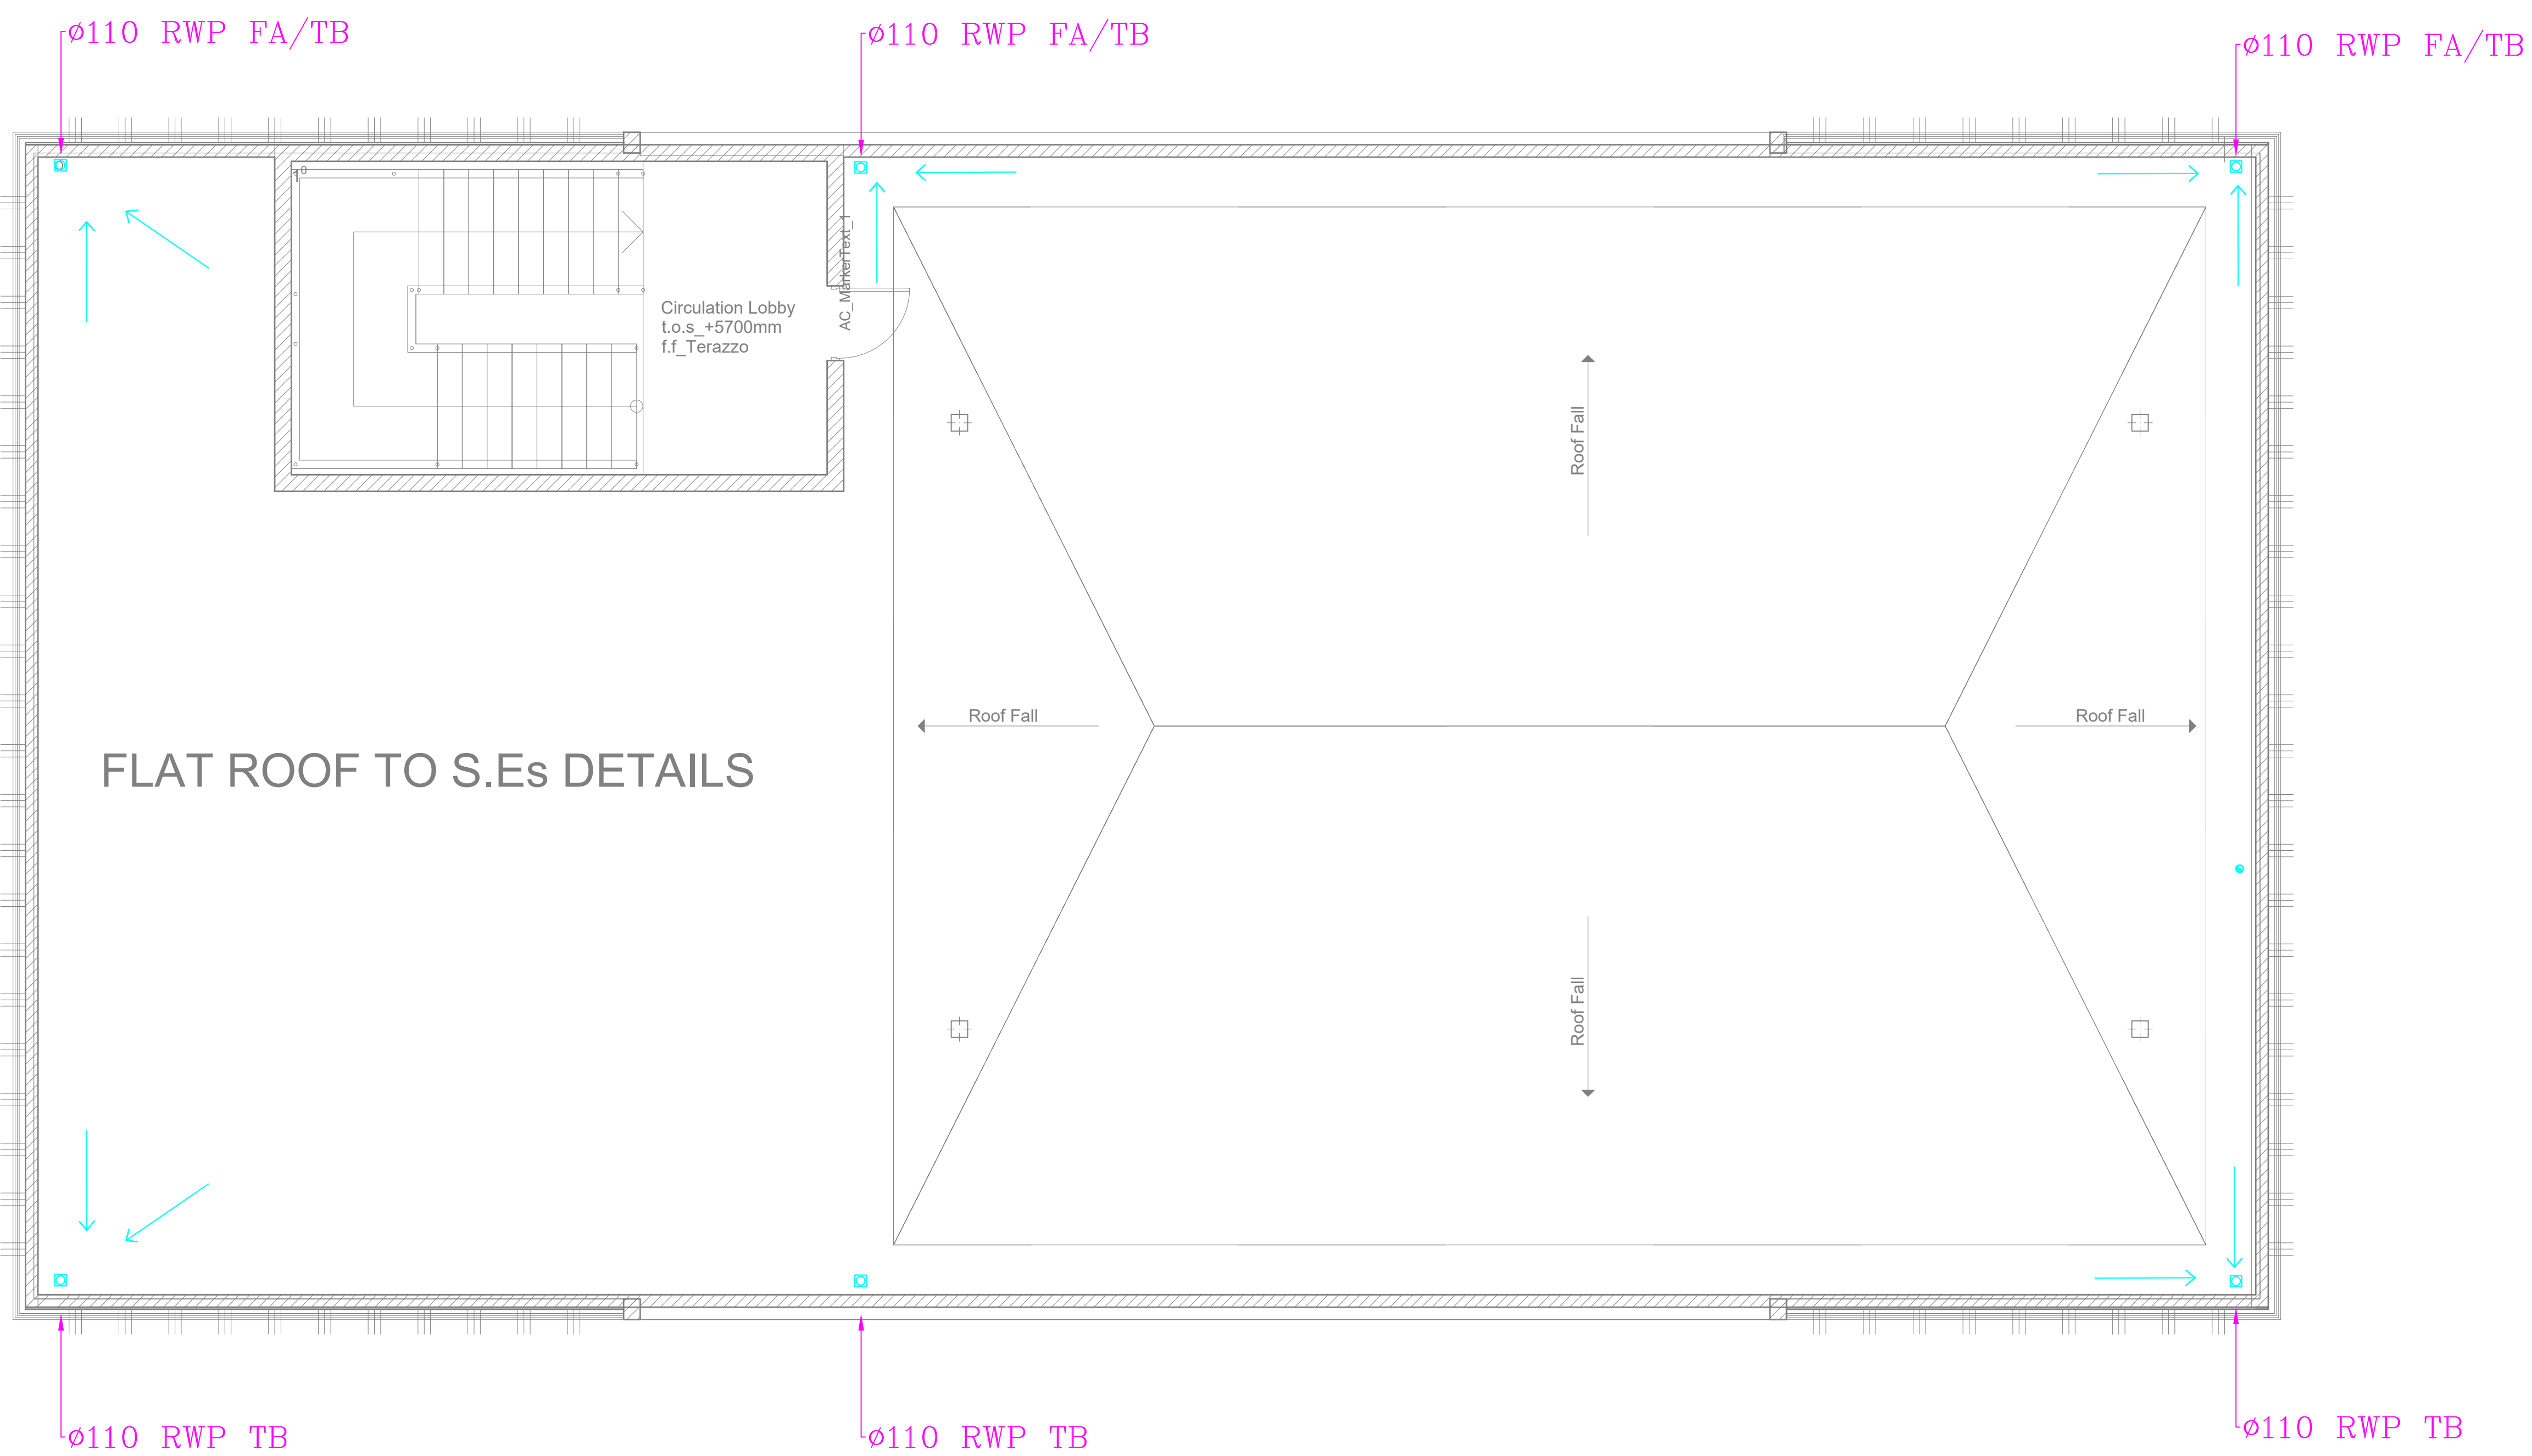 ø110 RWP FA/TB
ø110 RWP FA/TB
ø110 RWP FA/TB
10
AC_MarkerText_1
Circulation Lobby
t.o.s_+5700mm
f.f_Terazzo
Roof Fall
Roof Fall
Roof Fall
FLAT ROOF TO S.Es DETAILS
Roof Fall
ø110 RWP TB
ø110 RWP TB
ø110 RWP TB